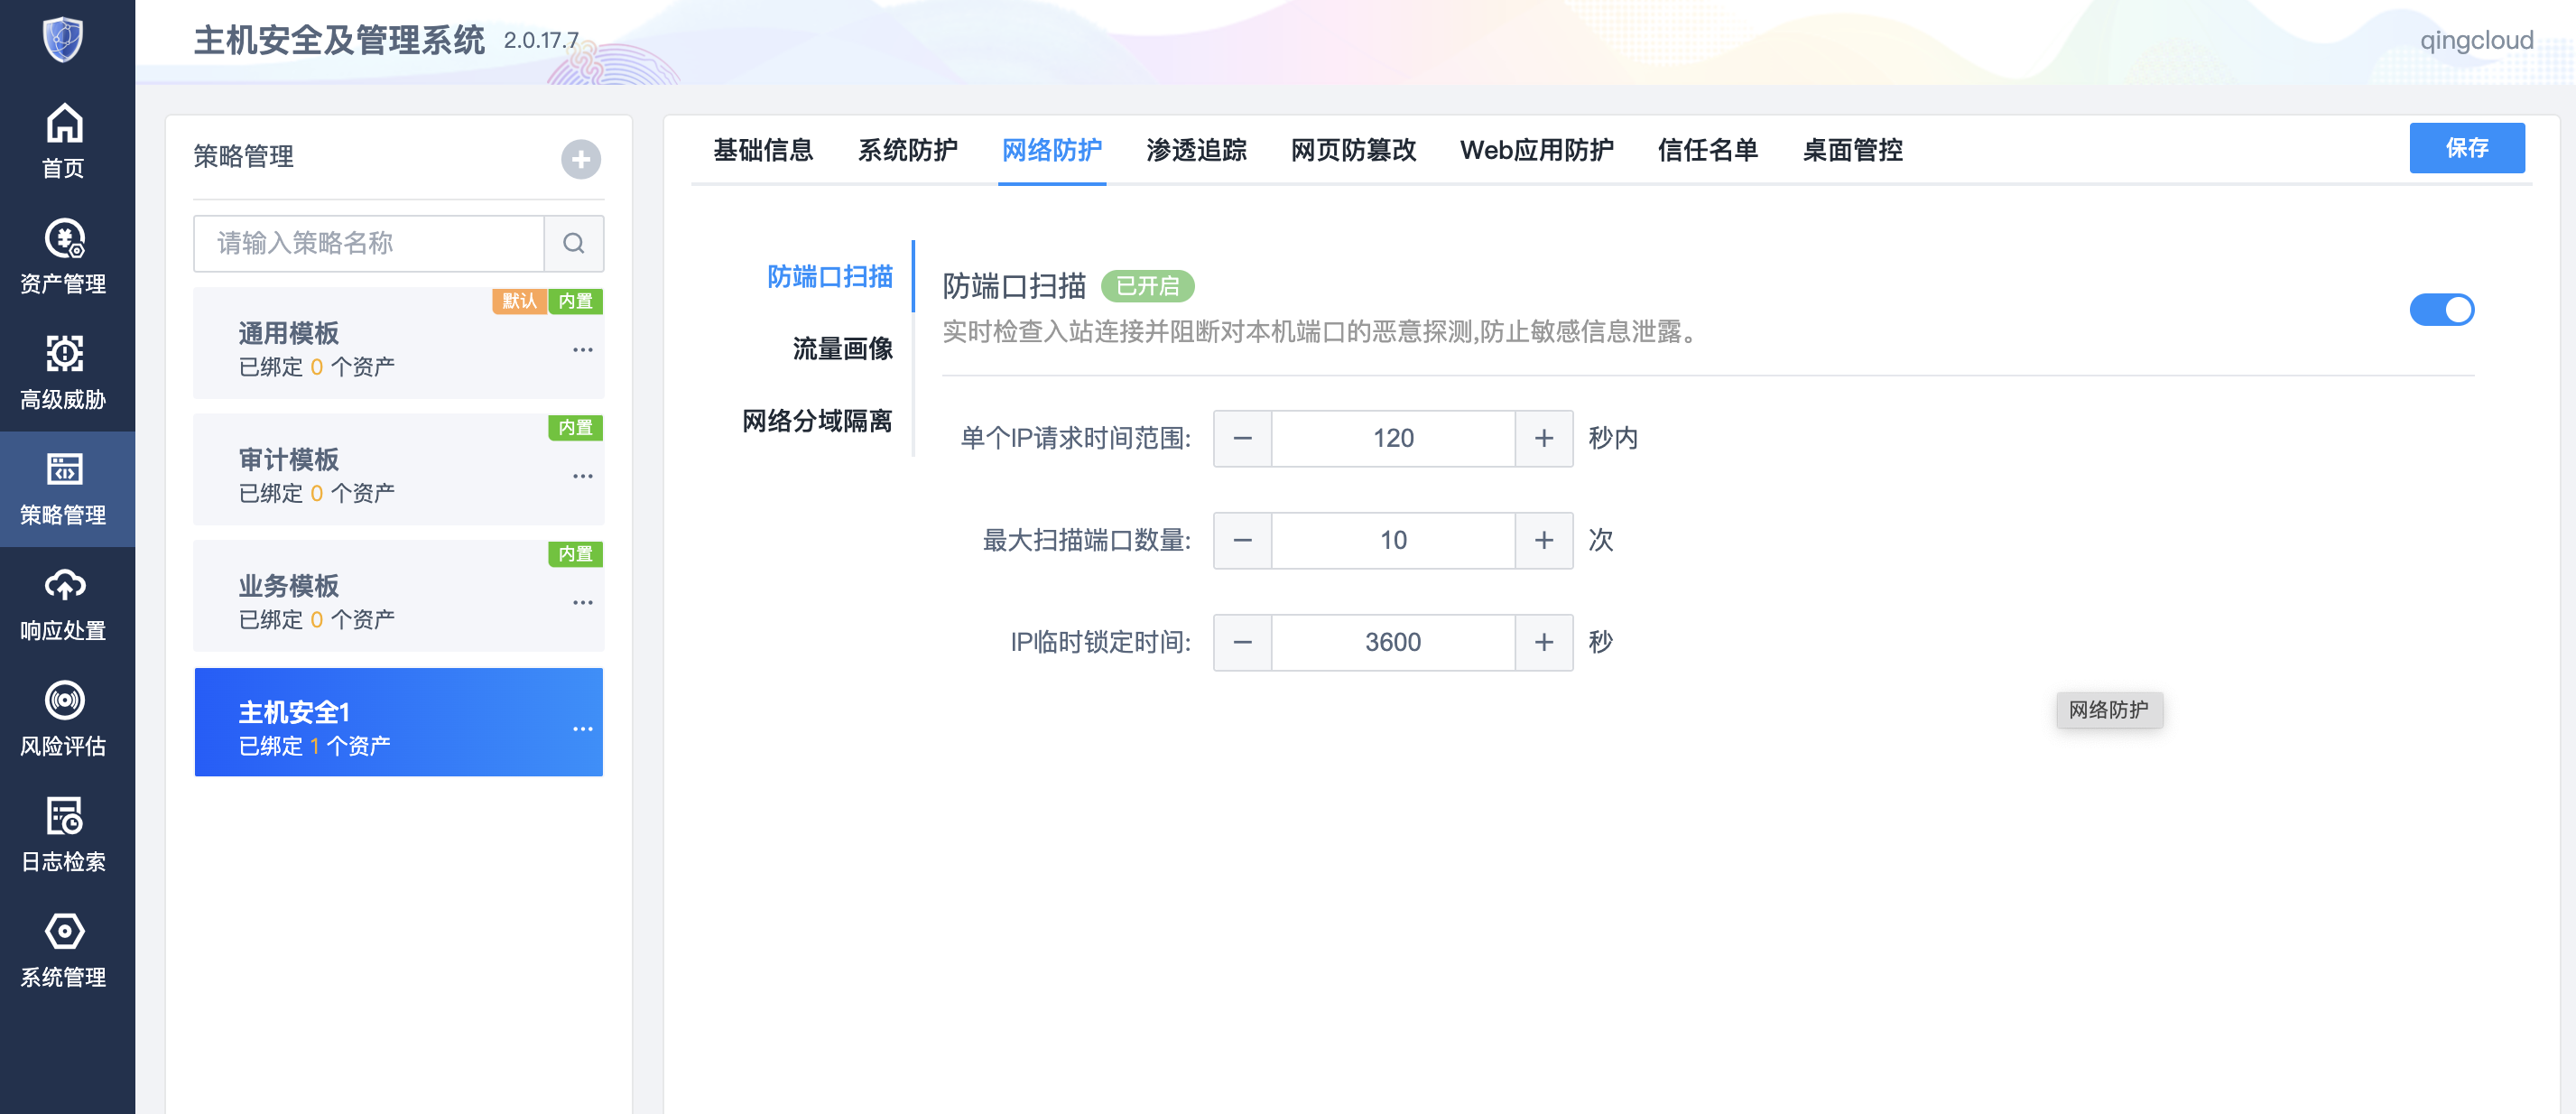 主机安全及管理系统 2.0.17.7
qingcloud
首页
资产管理
高级威胁
策略管理
响应处置
风险评估
日志检索
系统管理
策略管理
请输入策略名称
默认 内置
通用模板
已绑定 0 个资产
内置
审计模板
已绑定 0 个资产
内置
业务模板
已绑定 0 个资产
主机安全1
已绑定 1 个资产
基础信息 系统防护 网络防护 渗透追踪 网页防篡改 Web应用防护 信任名单 桌面管控
保存
防端口扫描
流量画像
网络分域隔离
防端口扫描 已开启
实时检查入站连接并阻断对本机端口的恶意探测,防止敏感信息泄露。
单个IP请求时间范围: 120 秒内
最大扫描端口数量: 10 次
IP临时锁定时间: 3600 秒
网络防护